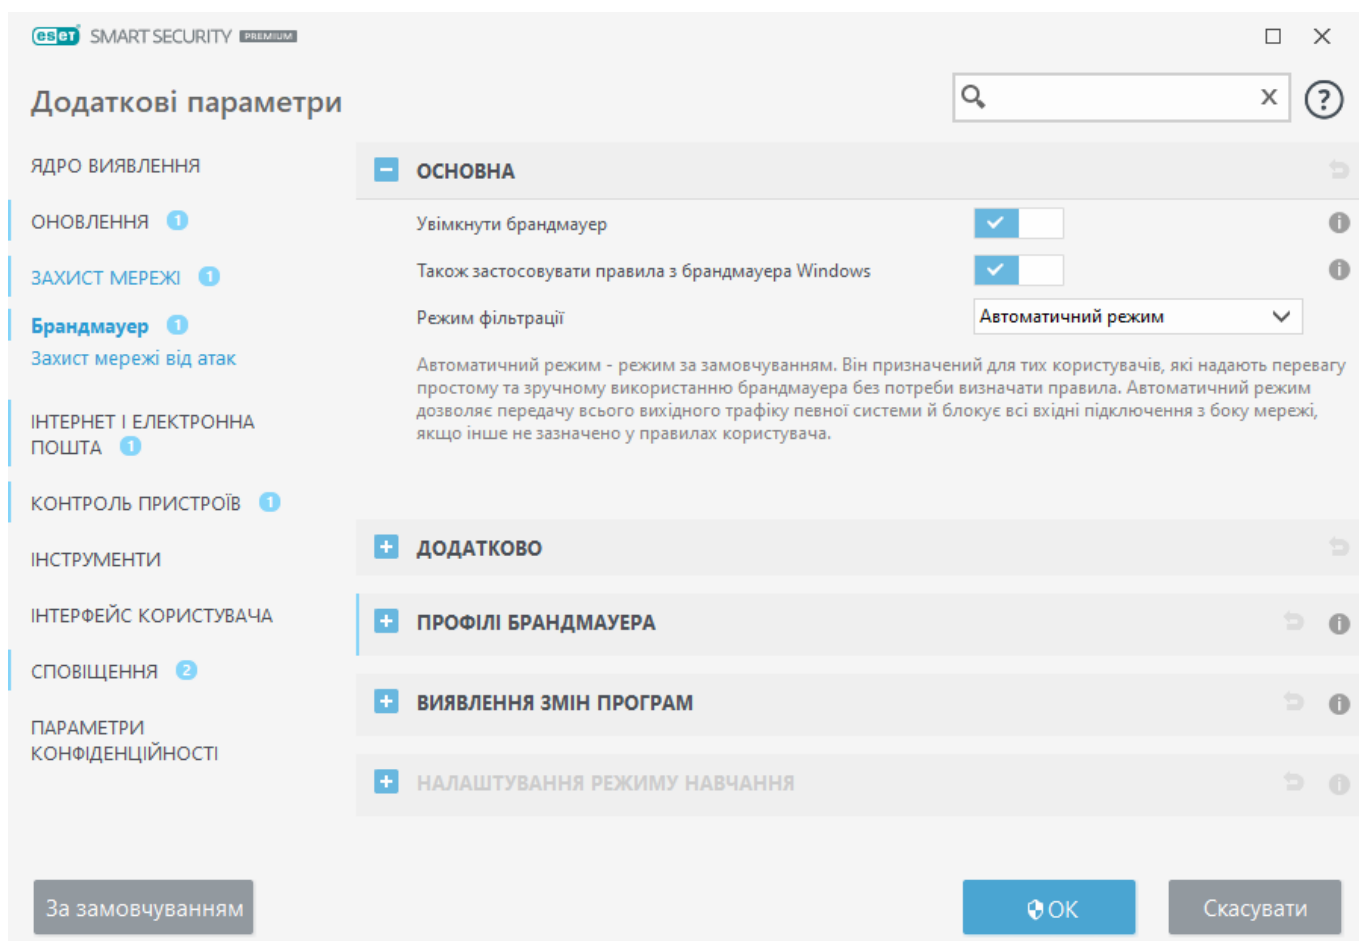 eset SMART SECURITY PREMIUM
Додаткові параметри
x
?
ЯДРО ВИЯВЛЕННЯ
ОНОВЛЕННЯ 1
ЗАХИСТ МЕРЕЖІ 1
Брандмауер 1
Захист мережі від атак
ІНТЕРНЕТ І ЕЛЕКТРОННА
ПОШТА 1
КОНТРОЛЬ ПРИСТРОЇВ 1
ІНСТРУМЕНТИ
ІНТЕРФЕЙС КОРИСТУВАЧА
СПОВІЩЕННЯ 2
ПАРАМЕТРИ
КОНФІДЕНЦІЙНОСТІ
ОСНОВНА
Увімкнути брандмауер
Також застосовувати правила з брандмауера Windows
Режим фільтрації Автоматичний режим
Автоматичний режим - режим за замовчуванням. Він призначений для тих користувачів, які надають перевагу
простому та зручному використанню брандмауера без потреби визначати правила. Автоматичний режим
дозволяє передачу всього вихідного трафіку певної системи й блокує всі вхідні підключення з боку мережі,
якщо інше не зазначено у правилах користувача.
ДОДАТКОВО
ПРОФІЛІ БРАНДМАУЕРА
ВИЯВЛЕННЯ ЗМІН ПРОГРАМ
НАЛАШТУВАННЯ РЕЖИМУ НАВЧАННЯ
За замовчуванням
OK
Скасувати